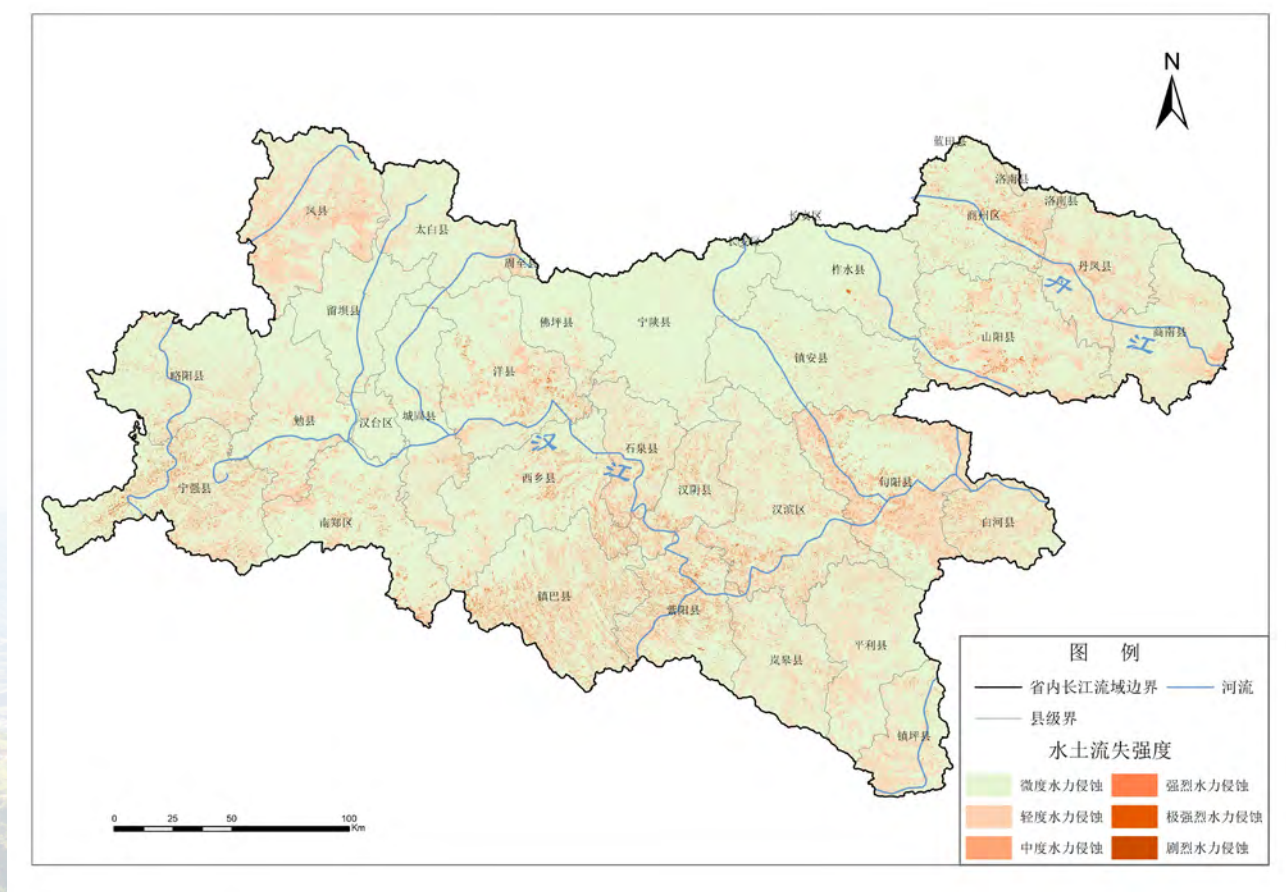 N
蓝田县
洛南县
洛南县
商州区
长安区
凤县
太白县
周至县
柞水县
丹凤县
丹
江
商南县
留坝县
佛坪县
宁陕县
山阳县
镇安县
略阳县
洋县
勉县
汉台区
城固县
汉
江
石泉县
西乡县
汉阴县
旬阳县
宁强县
南郑区
汉滨区
白河县
镇巴县
紫阳县
岚皋县
平利县
镇坪县
图 例
省内长江流域边界
河流
县级界
水土流失强度
微度水力侵蚀
强烈水力侵蚀
轻度水力侵蚀
极强烈水力侵蚀
中度水力侵蚀
剧烈水力侵蚀
0 25 50 100
Km